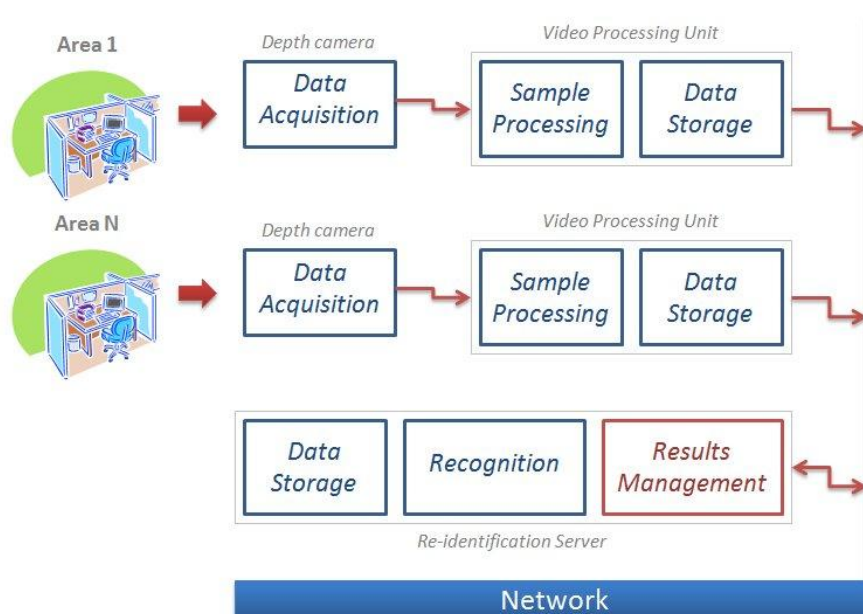 Area 1
Depth camera
Video Processing Unit
Data
Acquisition
Sample
Processing
Data
Storage
Area N
Depth camera
Video Processing Unit
Data
Acquisition
Sample
Processing
Data
Storage
Data
Storage
Recognition
Results
Management
Re-identification Server
Network